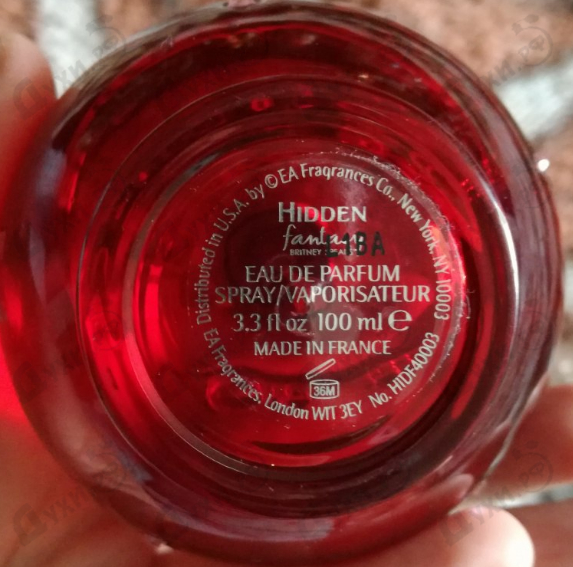 Distributed in U.S.A. by © EA Fragrances Co., New York, NY 10003
HIDDEN
fantasy
BRITNEY
EAU DE PARFUM
SPRAY/VAPORISATEUR
3.3 fl oz 100 ml ℮
MADE IN FRANCE
36M
EA Fragrances, London W1T 3EY No. HIDF40003